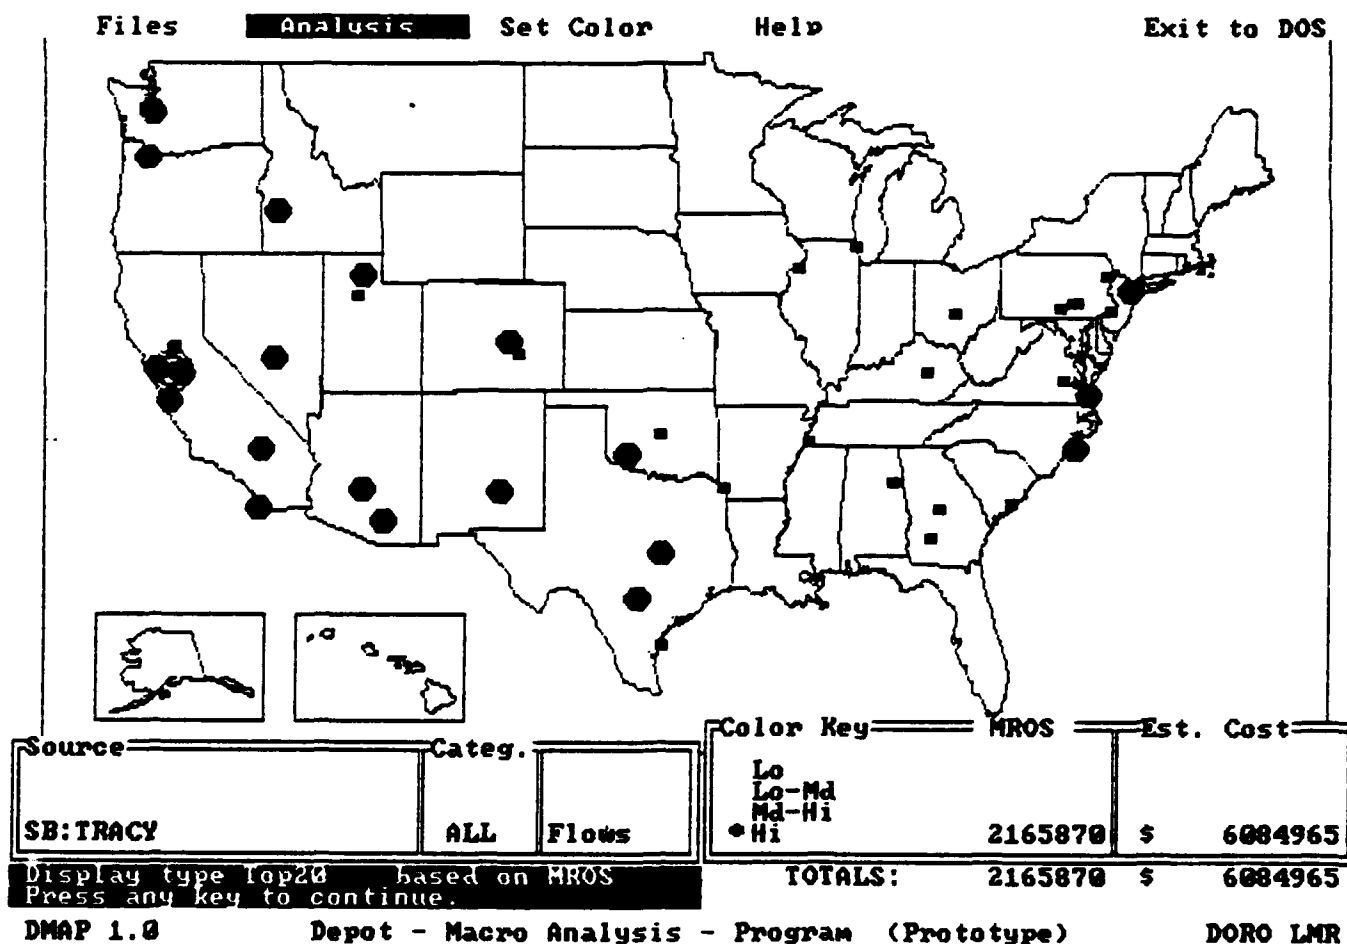 Files Analysis Set Color Help Exit to DOS
Color Key MROS Est. Cost
Source Categ.
Lo
Lo-Md
Md-Hi
SB:TRACY ALL Flows Hi 2165870 $ 6084965
Display type Top20 based on MROS TOTALS: 2165870 $ 6084965
Press any key to continue.
DMAP 1.0 Depot - Macro Analysis - Program (Prototype) DORO LMR